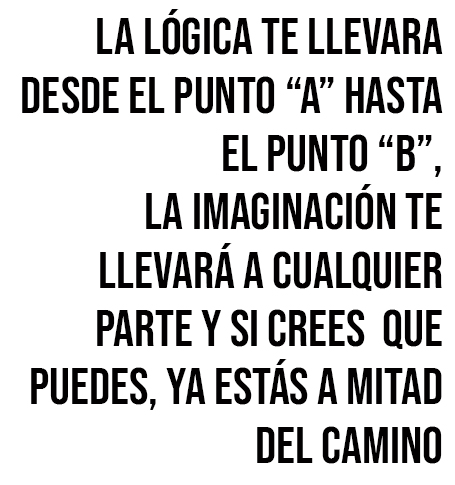 LA LÓGICA TE LLEVARA
DESDE EL PUNTO “A” HASTA
EL PUNTO “B”,
LA IMAGINACIÓN TE
LLEVARÁ A CUALQUIER
PARTE Y SI CREES  QUE
PUEDES, YA ESTÁS A MITAD
DEL CAMINO